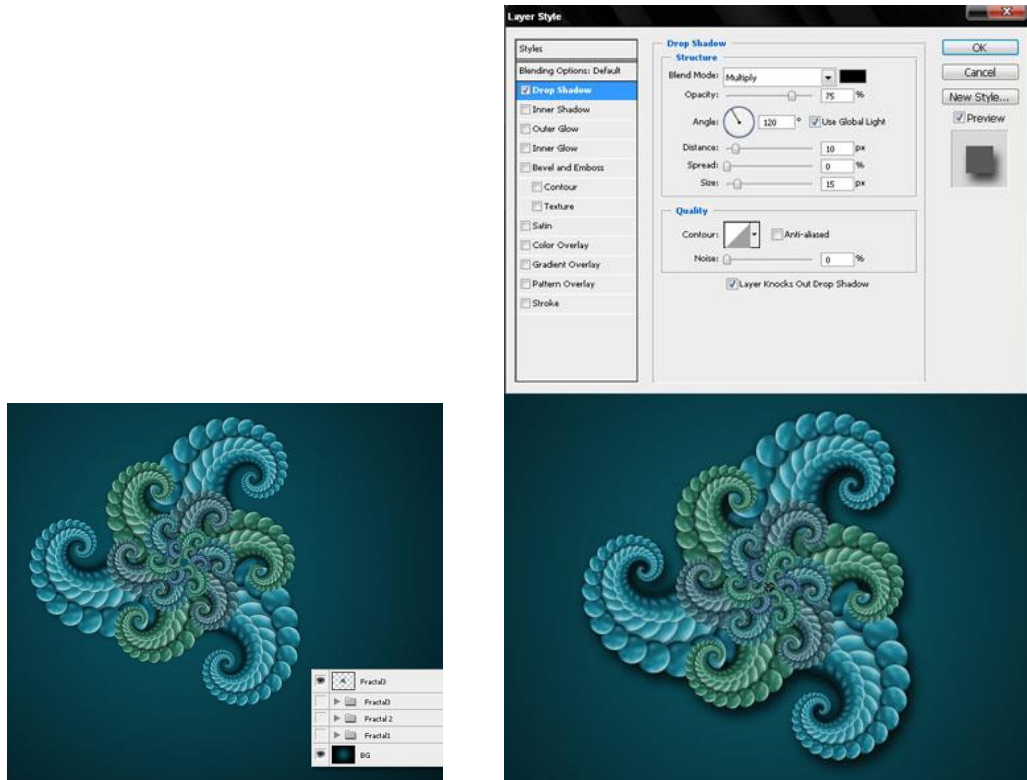 Layer Style
Styles
Blending Options: Default
Drop Shadow
Inner Shadow
Outer Glow
Inner Glow
Bevel and Emboss
Contour
Texture
Satin
Color Overlay
Gradient Overlay
Pattern Overlay
Stroke
Drop Shadow
Structure
Blend Mode: Multiply
Opacity: 75 %
Angle: 120 ° Use Global Light
Distance: 10 px
Spread: 0 %
Size: 15 px
Quality
Contour: Anti-aliased
Noise: 0 %
Layer Knocks Out Drop Shadow
OK
Cancel
New Style...
Preview
Fractal3
Fractal3
Fractal 2
Fractal1
BG